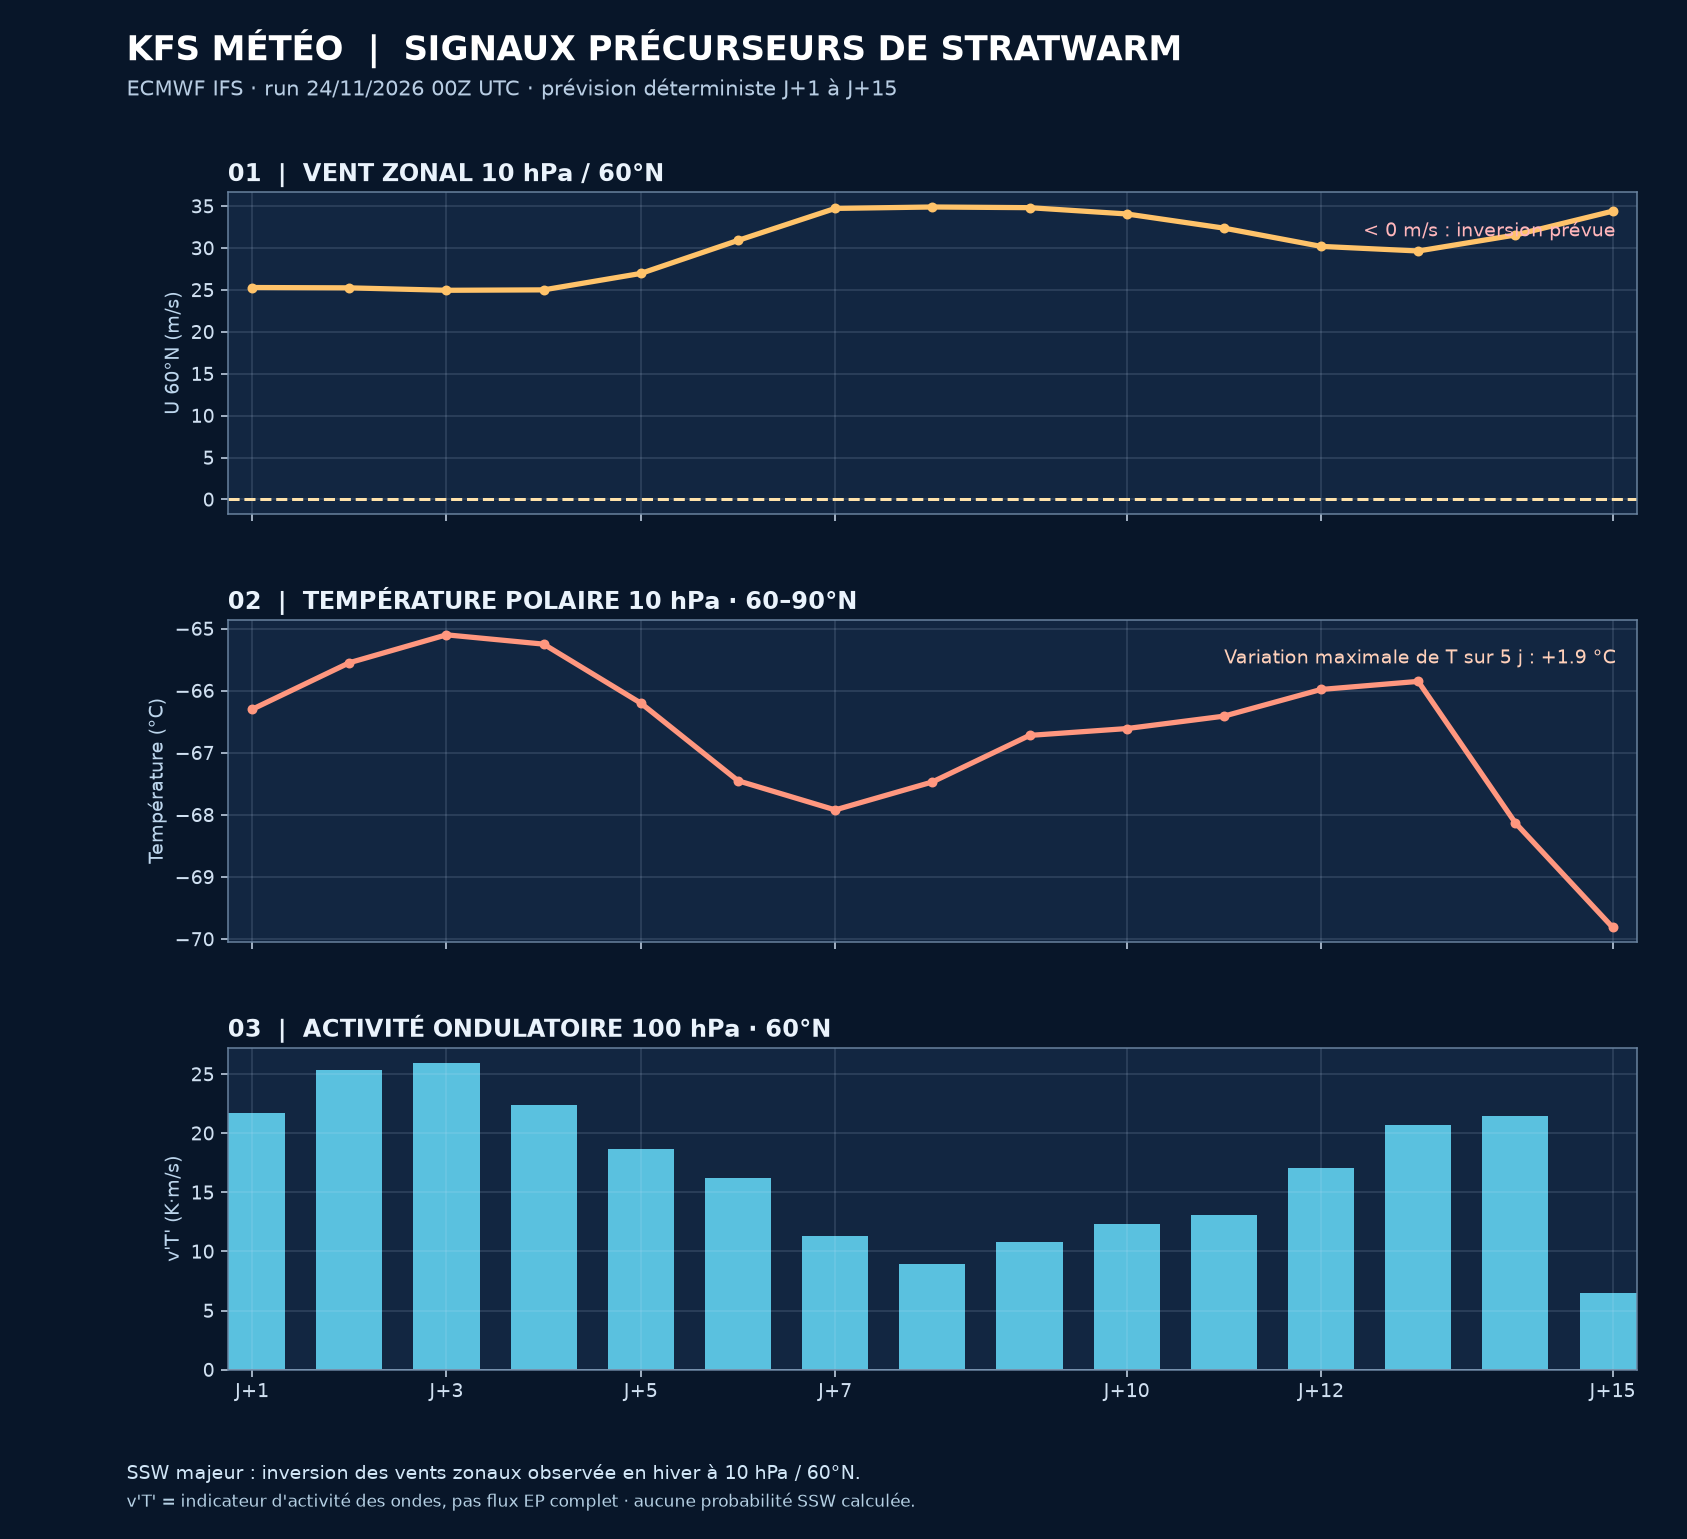 KFS MÉTÉO | SIGNAUX PRÉCURSEURS DE STRATWARM
ECMWF IFS · run 24/11/2026 00Z UTC · prévision déterministe J+1 à J+15
01 | VENT ZONAL 10 hPa / 60°N
U 60°N (m/s)
35
30
25
20
15
10
5
0
< 0 m/s : inversion prévue
02 | TEMPÉRATURE POLAIRE 10 hPa · 60–90°N
Température (°C)
−65
−66
−67
−68
−69
−70
Variation maximale de T sur 5 j : +1.9 °C
03 | ACTIVITÉ ONDULATOIRE 100 hPa · 60°N
v'T' (K·m/s)
25
20
15
10
5
0
J+1 J+3 J+5 J+7 J+10 J+12 J+15
SSW majeur : inversion des vents zonaux observée en hiver à 10 hPa / 60°N.
v'T' = indicateur d'activité des ondes, pas flux EP complet · aucune probabilité SSW calculée.